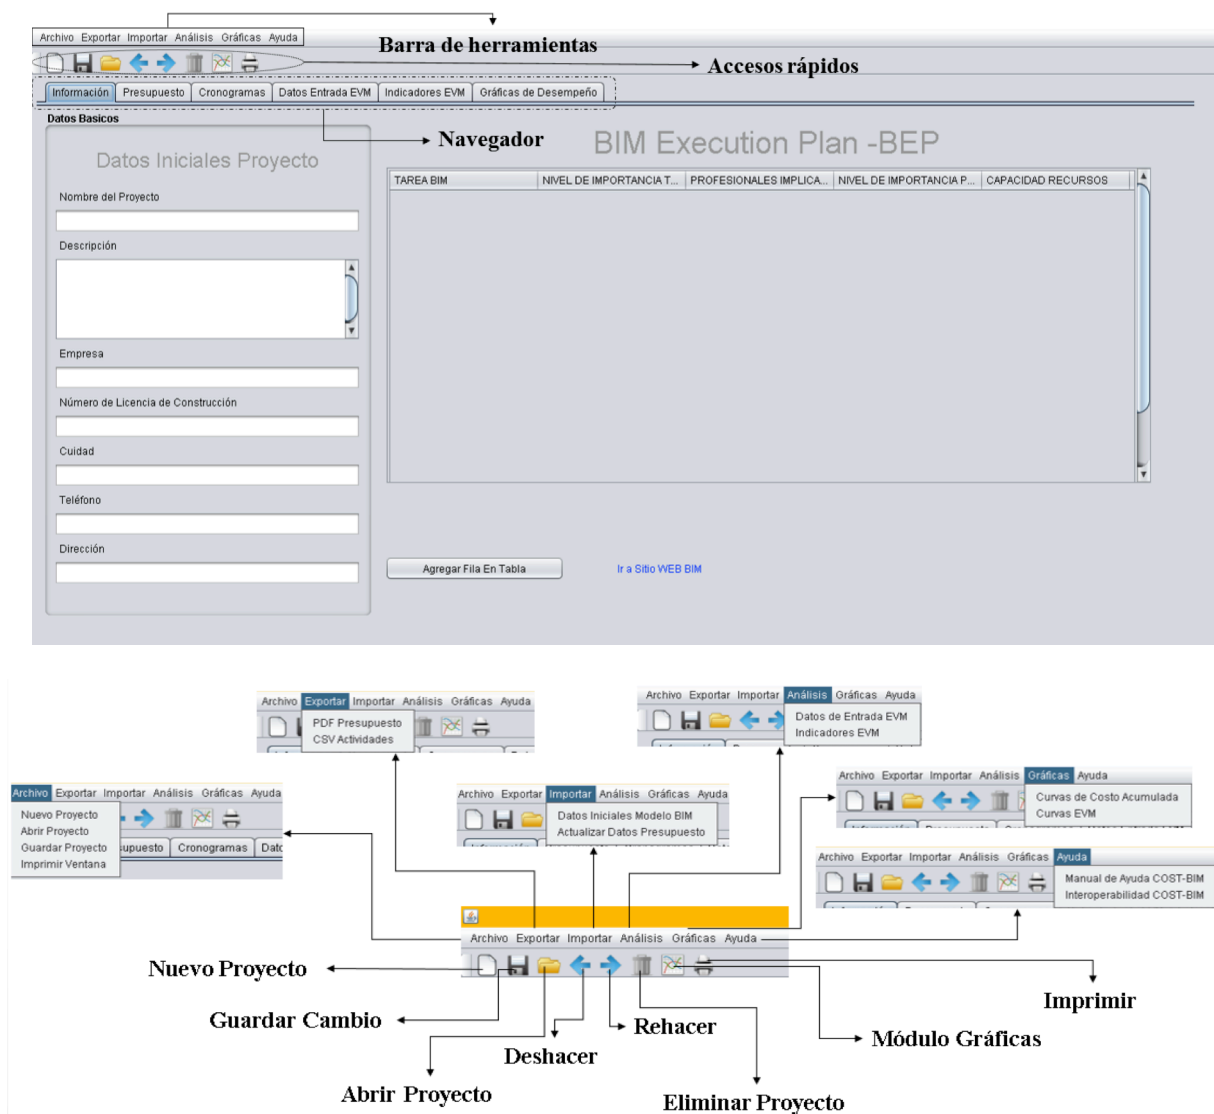 Archivo Exportar Importar Análisis Gráficas Ayuda
Barra de herramientas
Accesos rápidos
Información Presupuesto Cronogramas Datos Entrada EVM Indicadores EVM Gráficas de Desempeño
Datos Basicos
Navegador
BIM Execution Plan -BEP
Datos Iniciales Proyecto
TAREA BIM NIVEL DE IMPORTANCIA T... PROFESIONALES IMPLICA... NIVEL DE IMPORTANCIA P... CAPACIDAD RECURSOS
Nombre del Proyecto
Descripción
Empresa
Número de Licencia de Construcción
Cuidad
Teléfono
Dirección
Agregar Fila En Tabla
Ir a Sitio WEB BIM
Archivo Exportar Importar Análisis Gráficas Ayuda
PDF Presupuesto
CSV Actividades
Archivo Exportar Importar Análisis Gráficas Ayuda
Datos de Entrada EVM
Indicadores EVM
Archivo Exportar Importar Análisis Gráficas Ayuda
Nuevo Proyecto
Abrir Proyecto
Guardar Proyecto
Imprimir Ventana
upuesto Cronogramas Datc
Archivo Exportar Importar Análisis Gráficas Ayuda
Datos Iniciales Modelo BIM
Actualizar Datos Presupuesto
Archivo Exportar Importar Análisis Gráficas Ayuda
Curvas de Costo Acumulada
Curvas EVM
Archivo Exportar Importar Análisis Gráficas Ayuda
Manual de Ayuda COST-BIM
Interoperabilidad COST-BIM
Archivo Exportar Importar Análisis Gráficas Ayuda
Nuevo Proyecto
Imprimir
Guardar Cambio
Rehacer
Módulo Gráficas
Deshacer
Abrir Proyecto
Eliminar Proyecto